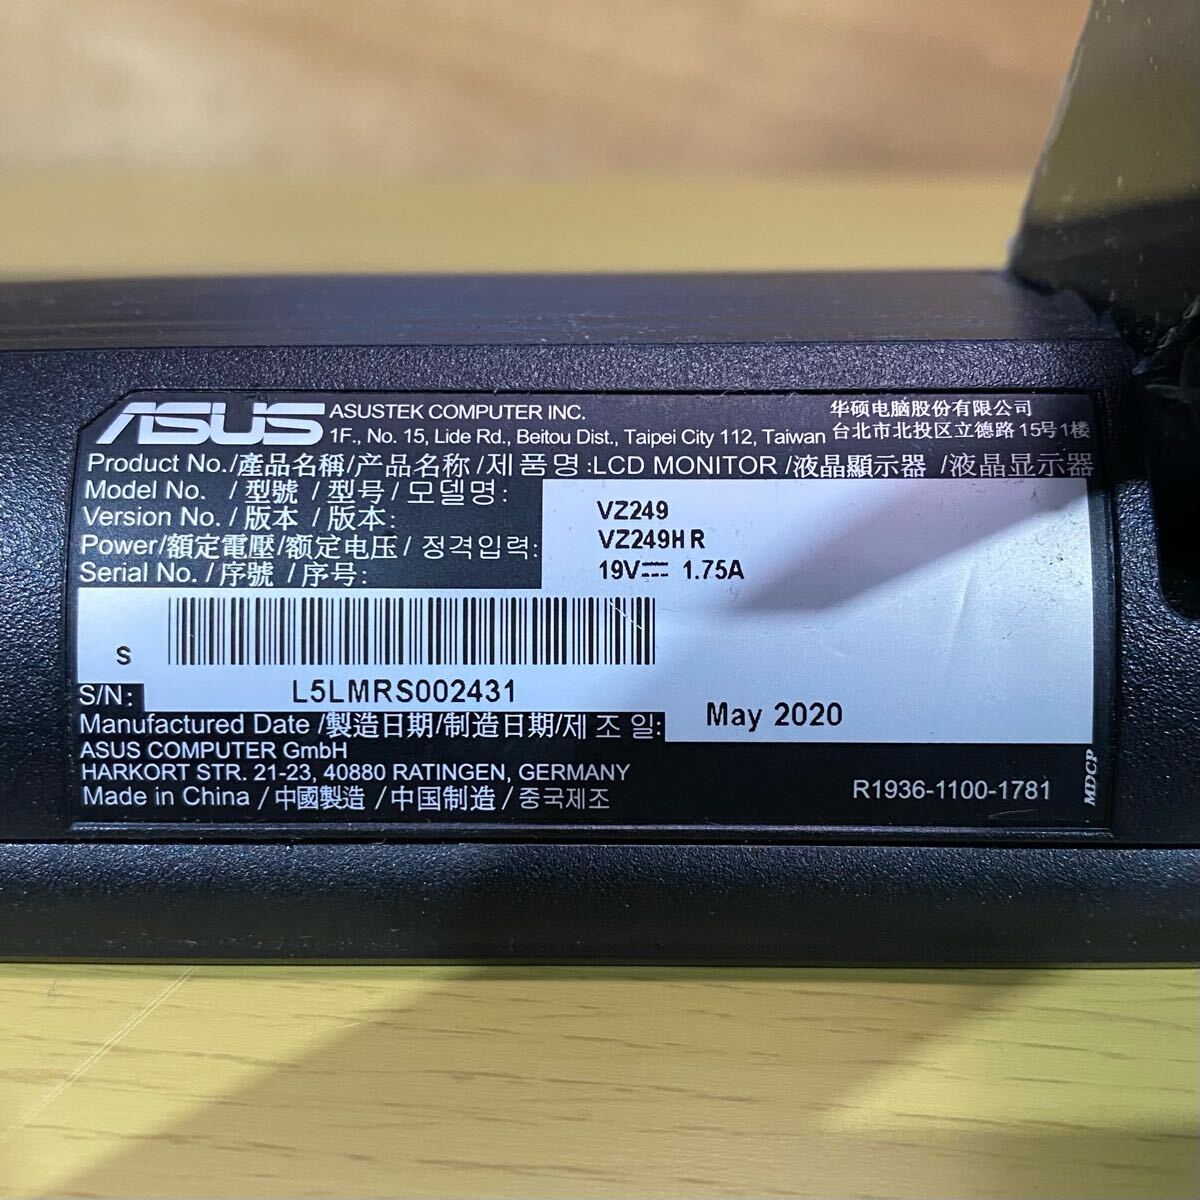 ASUS ASUSTEK COMPUTER INC. 华硕电脑股份有限公司
1F., No. 15, Lide Rd., Beitou Dist., Taipei City 112, Taiwan 台北市北投区立德路15号1楼
Product No./產品名稱/产品名称/제품명:LCD MONITOR/液晶顯示器 /液晶显示器
Model No. /型號 /型号/모델명: VZ249
Version No./版本 /版本: VZ249HR
Power/額定電壓/额定电压/ 정격입력: 19V⎓ 1.75A
Serial No./序號 /序号:
S
S/N: L5LMRS002431
Manufactured Date/製造日期/制造日期/제 조 일: May 2020
ASUS COMPUTER GmbH
HARKORT STR. 21-23, 40880 RATINGEN, GERMANY
Made in China /中國製造 /中国制造/중국제조 R1936-1100-1781
MDCP